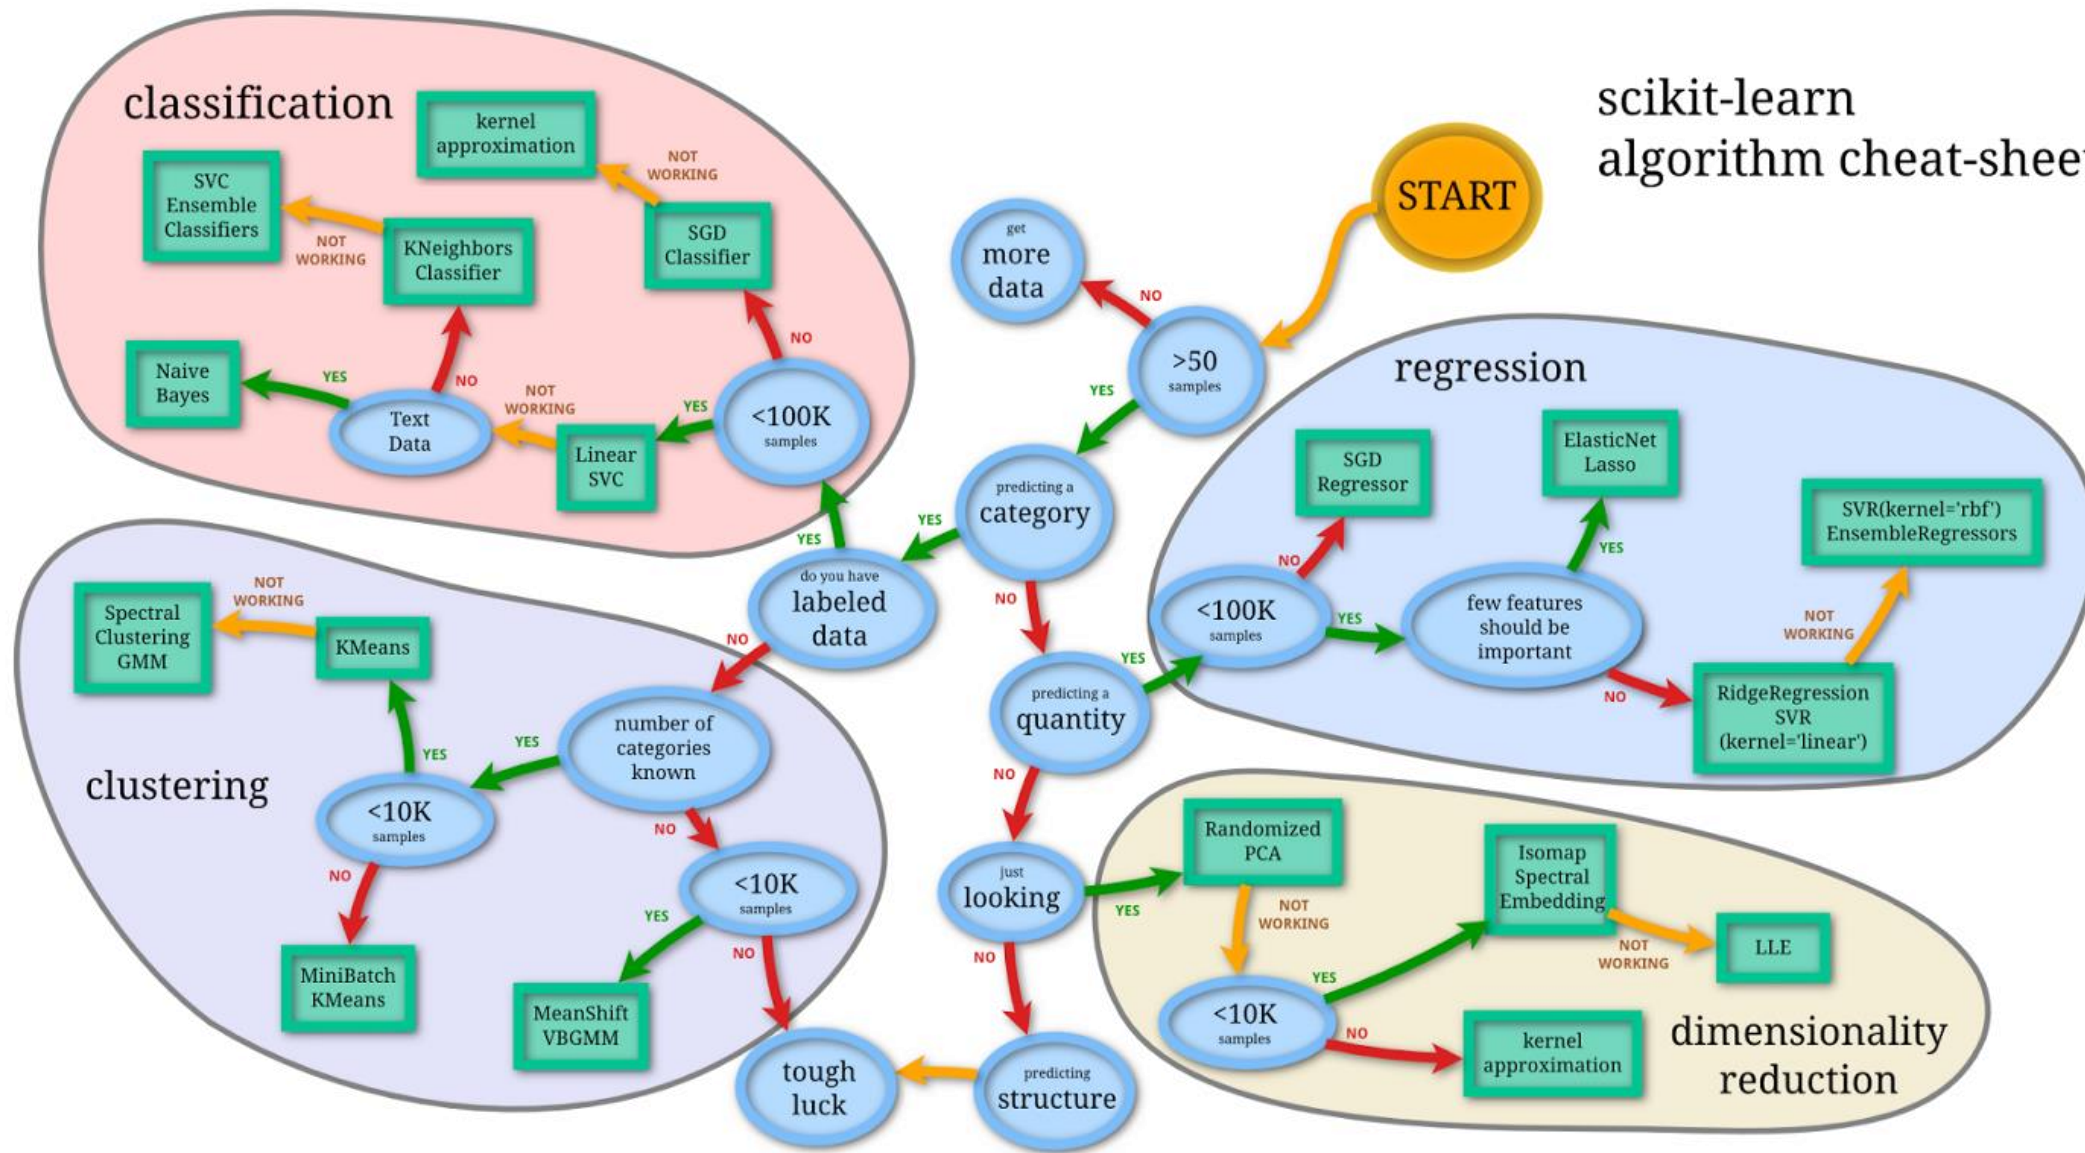 scikit-learn
algorithm cheat-sheet
START
get
more
data
NO
>50
samples
YES
predicting a
category
YES
NO
do you have
labeled
data
YES
NO
predicting a
quantity
YES
NO
just
looking
YES
NO
predicting
structure
tough
luck
classification
kernel
approximation
NOT
WORKING
SGD
Classifier
NO
<100K
samples
YES
Linear
SVC
NOT
WORKING
Text
Data
NO
YES
Naive
Bayes
KNeighbors
Classifier
NOT
WORKING
SVC
Ensemble
Classifiers
regression
SGD
Regressor
NO
<100K
samples
YES
few features
should be
important
YES
ElasticNet
Lasso
NO
RidgeRegression
SVR
(kernel='linear')
NOT
WORKING
SVR(kernel='rbf')
EnsembleRegressors
clustering
number of
categories
known
YES
NO
<10K
samples
YES
KMeans
NOT
WORKING
Spectral
Clustering
GMM
NO
MiniBatch
KMeans
<10K
samples
YES
MeanShift
VBGMM
NO
dimensionality
reduction
Randomized
PCA
NOT
WORKING
<10K
samples
YES
Isomap
Spectral
Embedding
NOT
WORKING
LLE
NO
kernel
approximation